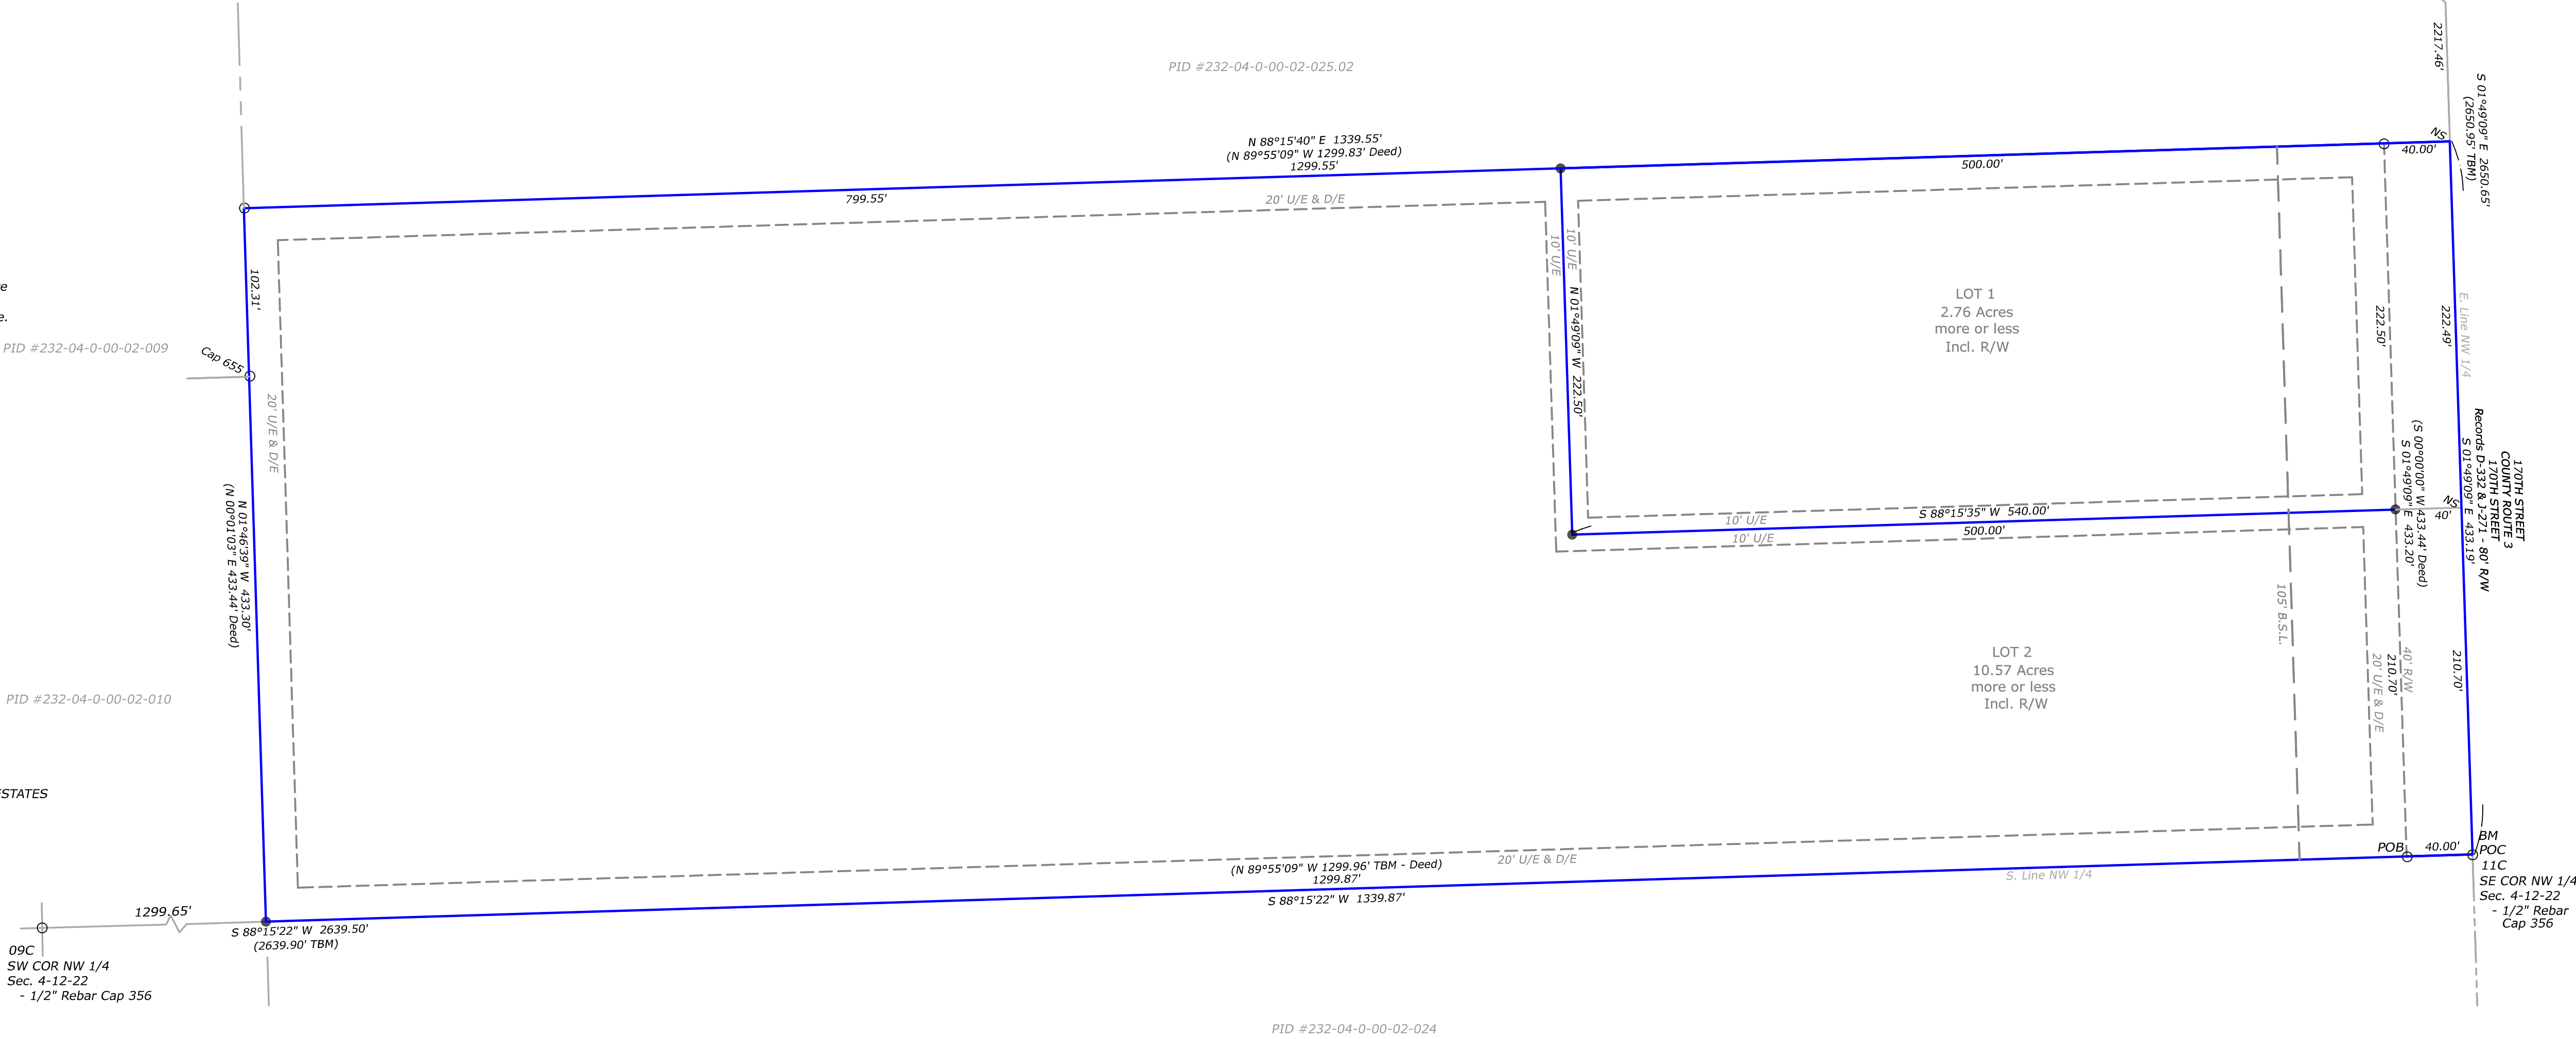 2217.46'
PID #232-04-0-00-02-025.02
S 01°49'09" E  2650.65'
(2650.95' TBM)
N 88°15'40" E  1339.55'
(N 89°55'09" W 1299.83' Deed)
1299.55'
NS
40.00'
500.00'
799.55'
20' U/E & D/E
10' U/E
10' U/E
102.31'
e
e.
PID #232-04-0-00-02-009
Cap 655
N 01°49'09" W  222.50'
LOT 1
2.76 Acres
more or less
Incl. R/W
222.50'
222.49'
E. Line NW 1/4
20' U/E & D/E
N 01°46'39" W  433.30'
(N 00°01'03" E 433.44' Deed)
(S 00°00'00" W 433.44' Deed)
S 01°49'09" E  433.20'
170TH STREET
COUNTY ROUTE 3
170TH STREET
Records D-332 & J-271 - 80' R/W
S 01°49'09" E  433.19'
NS
40'
S 88°15'35" W  540.00'
10' U/E
500.00'
10' U/E
105' B.S.L.
LOT 2
10.57 Acres
more or less
Incl. R/W
40' R/W
210.70'
20' U/E & D/E
210.70'
PID #232-04-0-00-02-010
STATES
(N 89°55'09" W 1299.96' TBM - Deed)
1299.87'
20' U/E & D/E
S 88°15'22" W  1339.87'
S. Line NW 1/4
POB
40.00'
BM
POC
11C
SE COR NW 1/4
Sec. 4-12-22
- 1/2" Rebar
Cap 356
1299.65'
S 88°15'22" W  2639.50'
(2639.90' TBM)
09C
SW COR NW 1/4
Sec. 4-12-22
- 1/2" Rebar Cap 356
PID #232-04-0-00-02-024